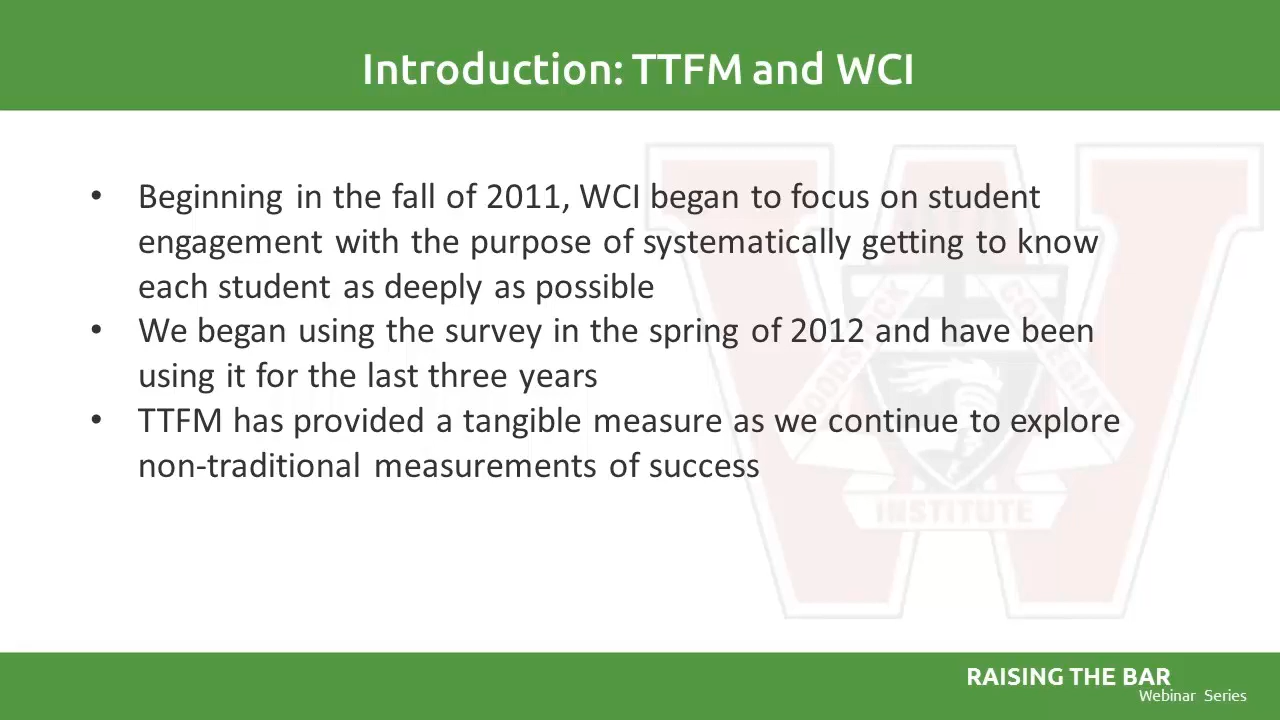 Introduction: TTFM and WCI
• Beginning in the fall of 2011, WCI began to focus on student
engagement with the purpose of systematically getting to know
each student as deeply as possible
• We began using the survey in the spring of 2012 and have been
using it for the last three years
• TTFM has provided a tangible measure as we continue to explore
non-traditional measurements of success
INSTITUTE
RAISING THE BAR
Webinar Series